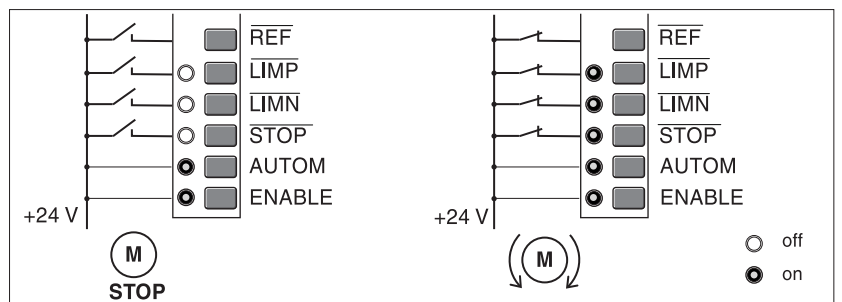 REF
LIMP
LIMN
STOP
AUTOM
ENABLE
+24 V
M
STOP
REF
LIMP
LIMN
STOP
AUTOM
ENABLE
+24 V
M
off
on